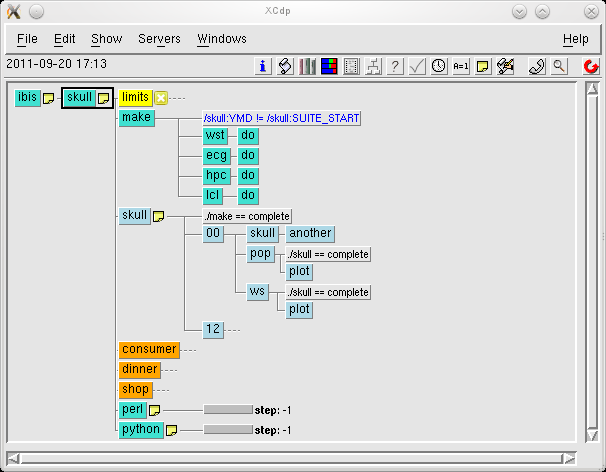 XCdp
File Edit Show Servers Windows Help
2011-09-20 17:13 i ? A=1
ibis skull limits
make /skull:YMD != /skull:SUITE_START
wst do
ecg do
hpc do
lcl do
skull ./make == complete
00 skull another
pop ./skull == complete
plot
ws ./skull == complete
plot
12
consumer
dinner
shop
perl step: -1
python step: -1